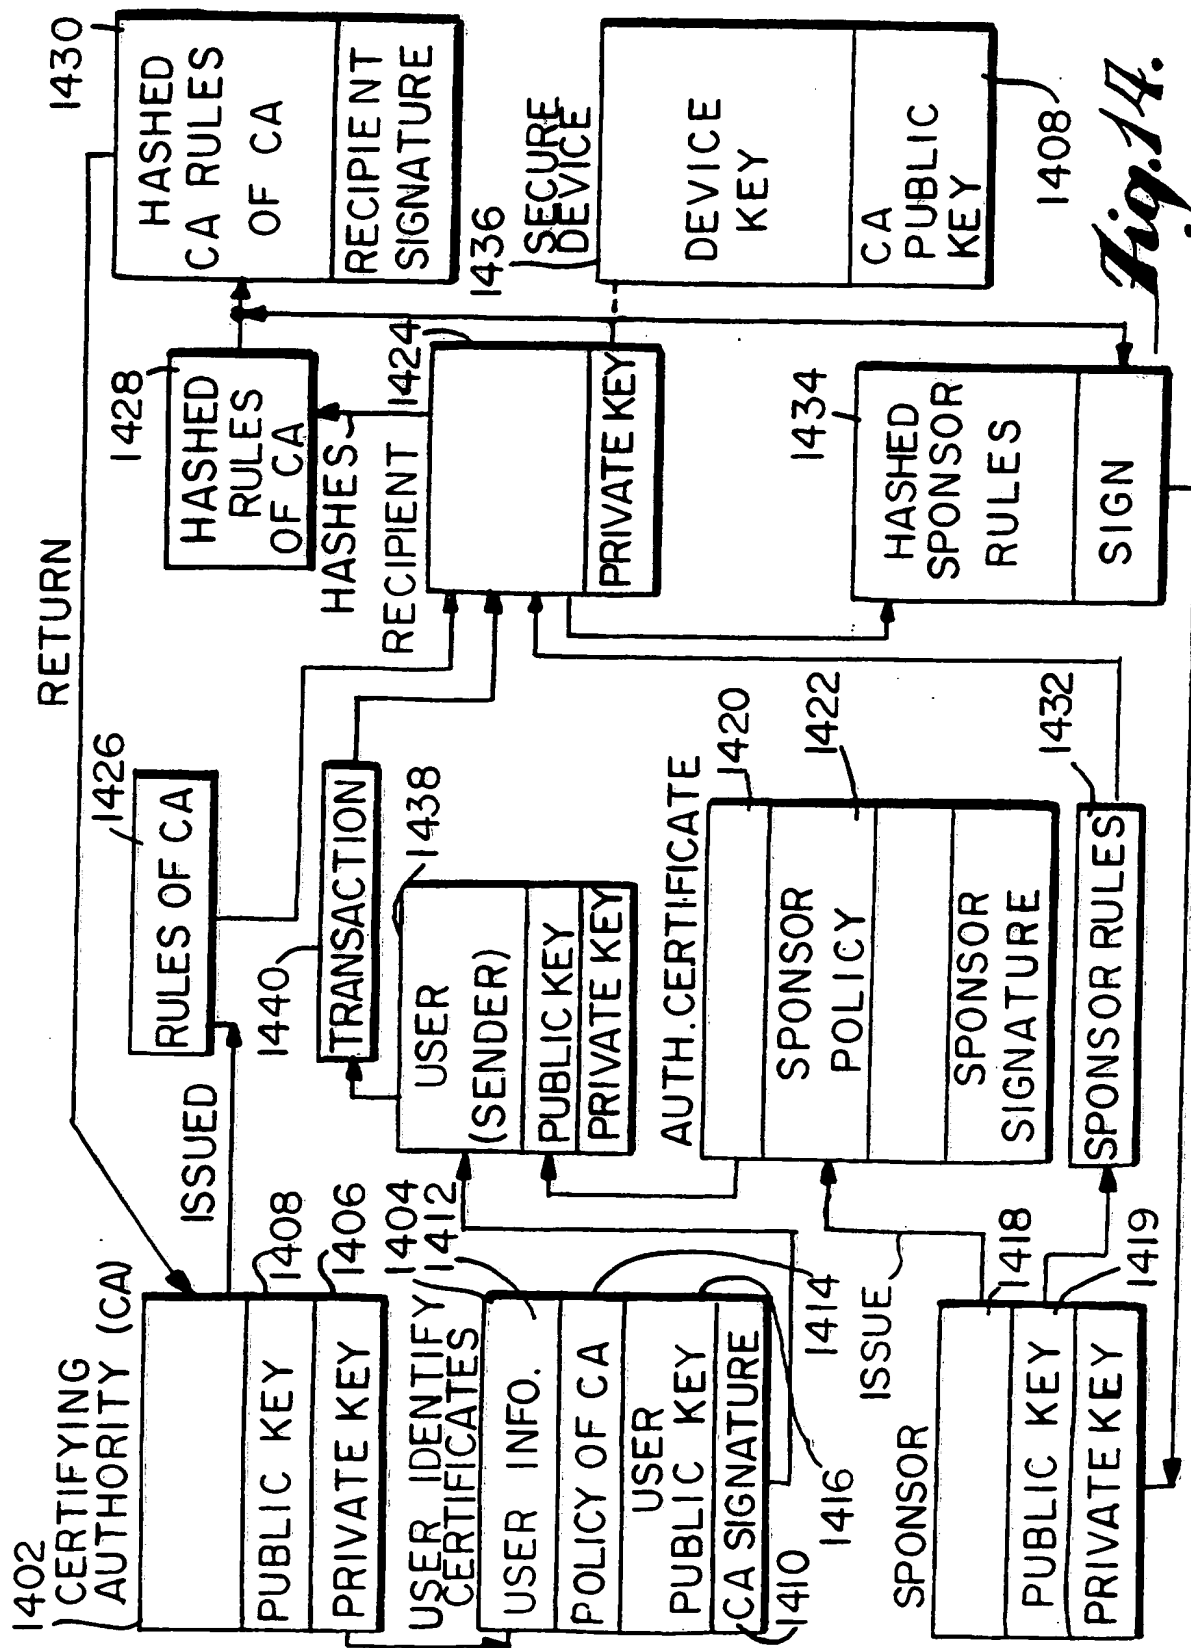 1402
CERTIFYING
AUTHORITY (CA)
PUBLIC KEY
1408
PRIVATE KEY
1406
ISSUED
RETURN
1426
RULES OF CA
1428
HASHED
RULES
OF CA
HASHES
1430
HASHED
CA RULES
OF CA
RECIPIENT
SIGNATURE
USER IDENTIFY
CERTIFICATES
1404
1412
USER INFO.
POLICY OF CA
USER
PUBLIC KEY
CA SIGNATURE
1410
1416
1414
1440
TRANSACTION
1438
USER
(SENDER)
PUBLIC KEY
PRIVATE KEY
RECIPIENT
1424
PRIVATE KEY
1436
SECURE
DEVICE
DEVICE
KEY
CA
PUBLIC
KEY
1408
AUTH. CERTIFICATE
1420
SPONSOR
POLICY
1422
SPONSOR
SIGNATURE
ISSUE
SPONSOR
1418
PUBLIC KEY
PRIVATE KEY
1419
SPONSOR RULES
1432
1434
HASHED
SPONSOR
RULES
SIGN
Fig. 14.